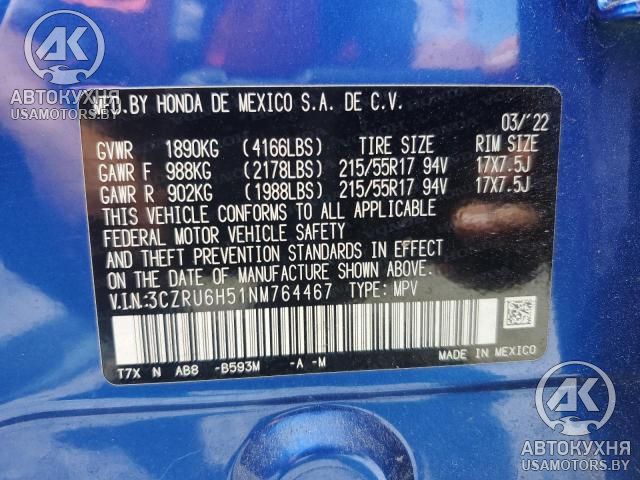 АК
АВТОКУХНЯ
USAMOTORS.BY
MFD.BY HONDA DE MEXICO S.A. DE C.V.
03/'22
GVWR 1890KG (4166LBS) TIRE SIZE RIM SIZE
GAWR F 988KG (2178LBS) 215/55R17 94V 17X7.5J
GAWR R 902KG (1988LBS) 215/55R17 94V 17X7.5J
THIS VEHICLE CONFORMS TO ALL APPLICABLE
FEDERAL MOTOR VEHICLE SAFETY
AND THEFT PREVENTION STANDARDS IN EFFECT
ON THE DATE OF MANUFACTURE SHOWN ABOVE.
V.I.N:3CZRU6H51NM764467 TYPE: MPV
T7X N AB8 -B593M -A -M MADE IN MEXICO
АК
АВТОКУХНЯ
USAMOTORS.BY